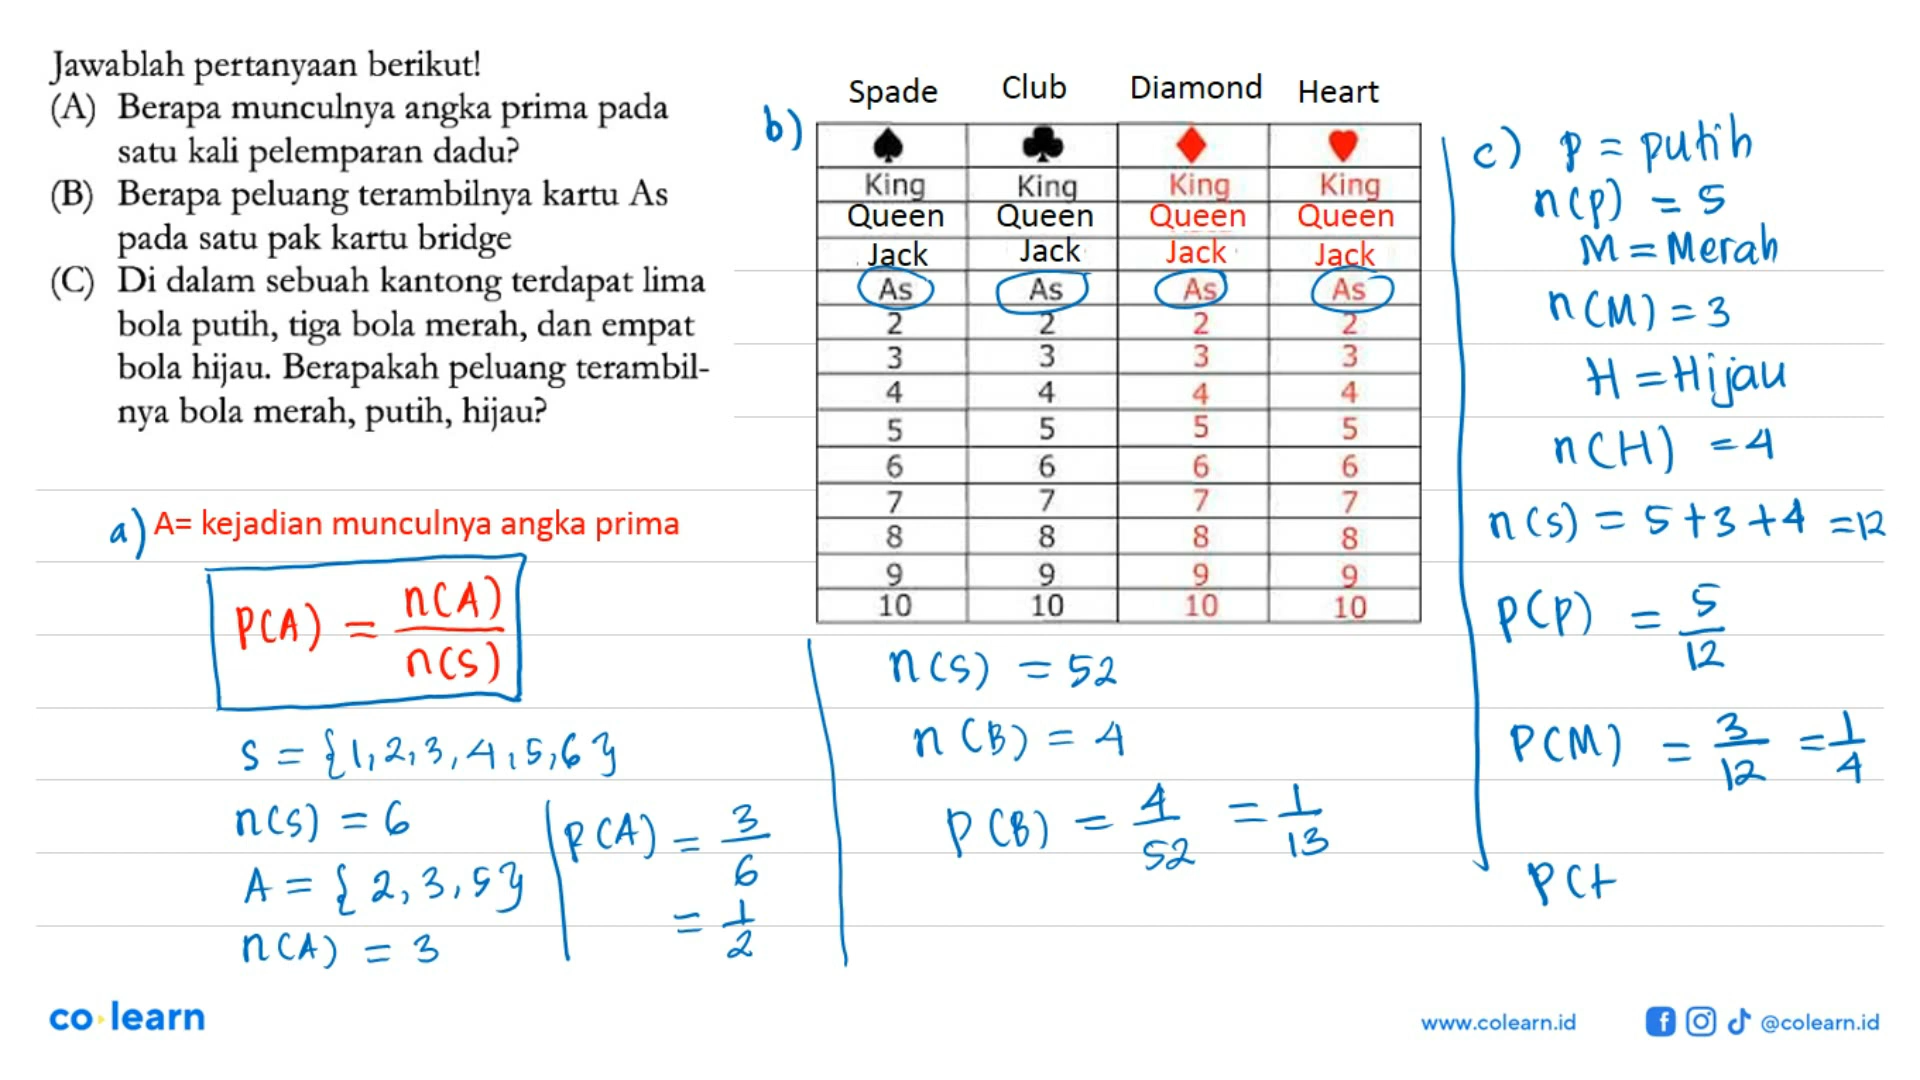 Jawablah pertanyaan berikut!
(A) Berapa munculnya angka prima pada
satu kali pelemparan dadu?
(B) Berapa peluang terambilnya kartu As
pada satu pak kartu bridge
(C) Di dalam sebuah kantong terdapat lima
bola putih, tiga bola merah, dan empat
bola hijau. Berapakah peluang terambil-
nya bola merah, putih, hijau?
a) A= kejadian munculnya angka prima
P(A) = n(A)/n(S)
S = {1,2,3,4,5,6}
n(S) = 6
A = {2,3,5}
n(A) = 3
P(A) = 3/6
= 1/2
b)
Spade Club Diamond Heart
♠ ♣ ♦ ♥
King King King King
Queen Queen Queen Queen
Jack Jack Jack Jack
As As As As
2 2 2 2
3 3 3 3
4 4 4 4
5 5 5 5
6 6 6 6
7 7 7 7
8 8 8 8
9 9 9 9
10 10 10 10
n(S) = 52
n(B) = 4
P(B) = 4/52 = 1/13
c) P = putih
n(P) = 5
M = Merah
n(M) = 3
H = Hijau
n(H) = 4
n(S) = 5+3+4 = 12
P(P) = 5/12
P(M) = 3/12 = 1/4
P(
co learn
www.colearn.id
@colearn.id